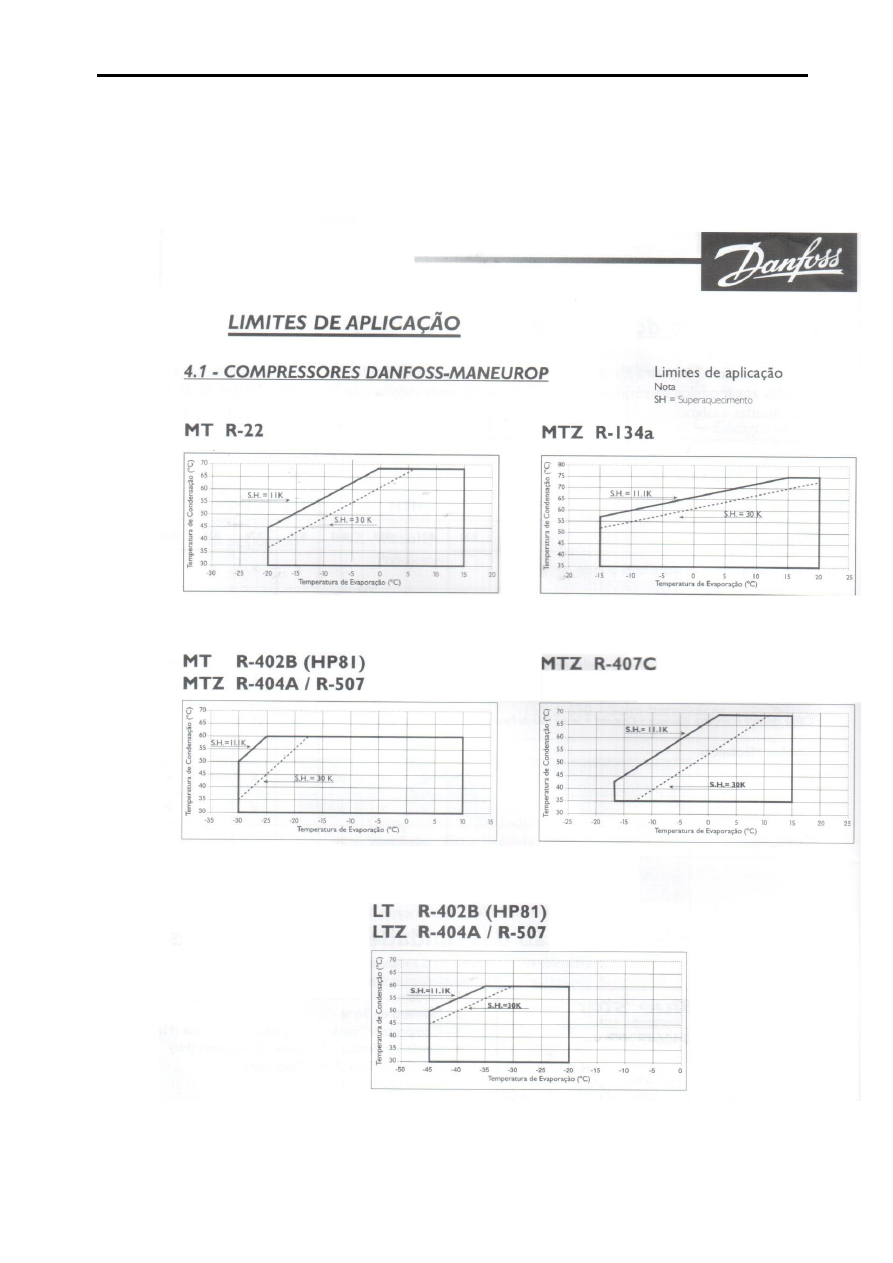 Danfoss
LIMITES DE APLICAÇÃO
4.1 - COMPRESSORES DANFOSS-MANEUROP
Limites de aplicação
Nota
SH = Superaquecimento
MT R-22
Temperatura de Condensação (°C)
70
65
60
55
50
45
40
35
30
S.H.= 11K
S.H.=30 K
-30 -25 -20 -15 -10 -5 0 5 10 15 20
Temperatura de Evaporação (°C)
MTZ R-134a
Temperatura de Condensação (°C)
80
75
70
65
60
55
50
45
40
35
S.H. = 11.1K
S.H.= 30 K
-20 -15 -10 -5 0 5 10 15 20 25
Temperatura de Evaporação (°C)
MT R-402B (HP81)
MTZ R-404A / R-507
Temperatura de Condensação (°C)
70
65
60
55
50
45
40
35
30
S.H.=11.1K
S.H.= 30 K
-35 -30 -25 -20 -15 -10 -5 0 5 10 15
Temperatura de Evaporação (°C)
MTZ R-407C
Temperatura de Condensação (°C)
70
65
60
55
50
45
40
35
30
S.H.= 11.1K
S.H.= 30K
-25 -20 -15 -10 -5 0 5 10 15 20 25
Temperatura de Evaporação (°C)
LT R-402B (HP81)
LTZ R-404A / R-507
Temperatura de Condensação (°C)
70
65
60
55
50
45
40
35
30
S.H.=11.1K
S.H.=30K
-50 -45 -40 -35 -30 -25 -20 -15 -10 -5 0
Temperatura de Evaporação (°C)